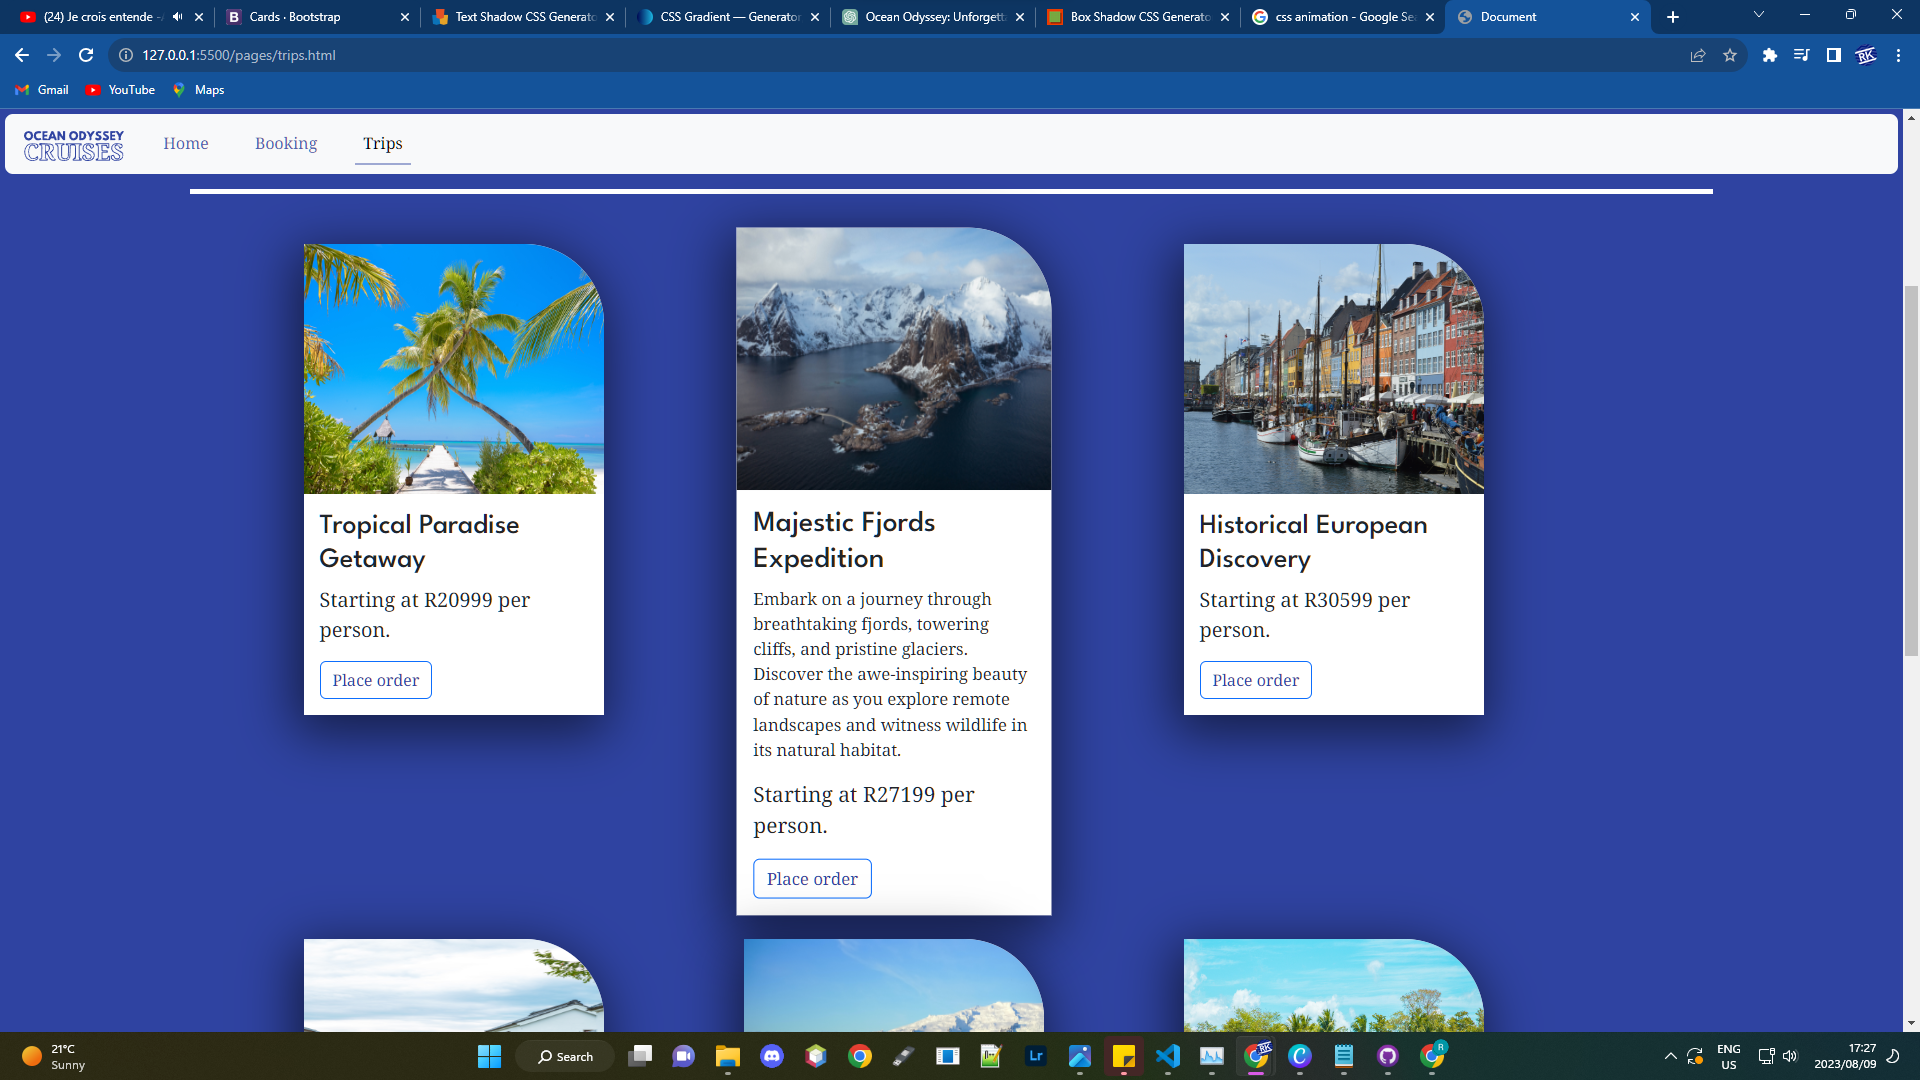 (24) Je crois entende -
Cards · Bootstrap
Text Shadow CSS Generato
CSS Gradient — Generator
Ocean Odyssey: Unforgett
Box Shadow CSS Generato
css animation - Google Se
Document
127.0.0.1:5500/pages/trips.html
Gmail
YouTube
Maps
OCEAN ODYSSEY
CRUISES
Home
Booking
Trips
Tropical Paradise
Getaway
Starting at R20999 per
person.
Place order
Majestic Fjords
Expedition
Embark on a journey through
breathtaking fjords, towering
cliffs, and pristine glaciers.
Discover the awe-inspiring beauty
of nature as you explore remote
landscapes and witness wildlife in
its natural habitat.
Starting at R27199 per
person.
Place order
Historical European
Discovery
Starting at R30599 per
person.
Place order
21°C
Sunny
Search
ENG
US
17:27
2023/08/09